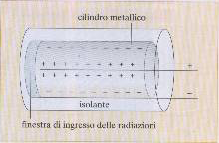 cilindro metallico
isolante
finestra di ingresso delle radiazioni